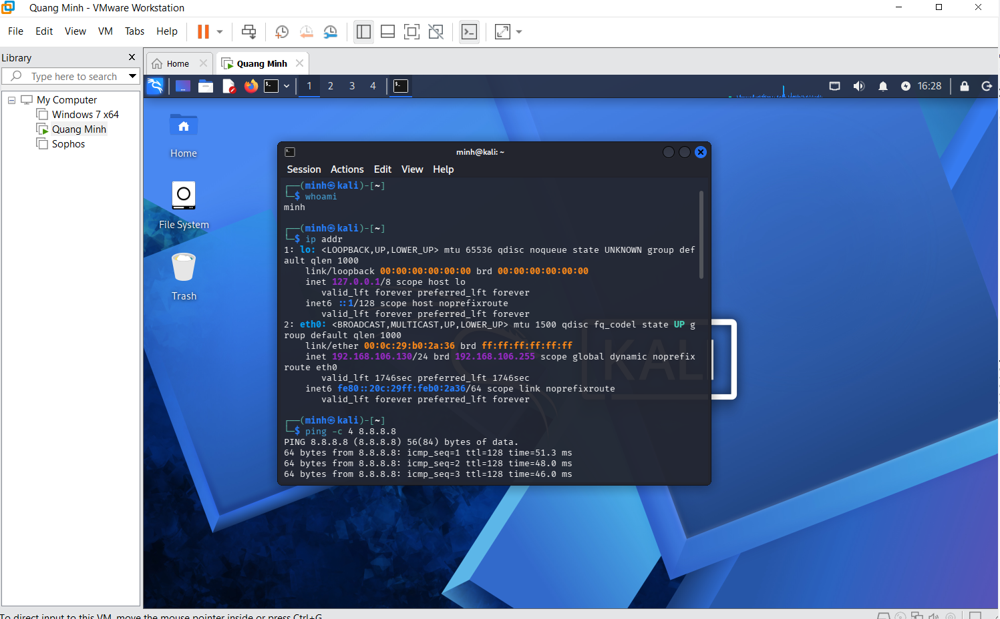 Quang Minh - VMware Workstation
File Edit View VM Tabs Help
Library
Type here to search
My Computer
Windows 7 x64
Quang Minh
Sophos
Home
Quang Minh
1 2 3 4
16:28
Home
File System
Trash
minh@kali: ~
Session Actions Edit View Help
┌──(minh㉿kali)-[~]
└─$ whoami
minh
┌──(minh㉿kali)-[~]
└─$ ip addr
1: lo: <LOOPBACK,UP,LOWER_UP> mtu 65536 qdisc noqueue state UNKNOWN group def
ault qlen 1000
link/loopback 00:00:00:00:00:00 brd 00:00:00:00:00:00
inet 127.0.0.1/8 scope host lo
valid_lft forever preferred_lft forever
inet6 ::1/128 scope host noprefixroute
valid_lft forever preferred_lft forever
2: eth0: <BROADCAST,MULTICAST,UP,LOWER_UP> mtu 1500 qdisc fq_codel state UP g
roup default qlen 1000
link/ether 00:0c:29:b0:2a:36 brd ff:ff:ff:ff:ff:ff
inet 192.168.106.130/24 brd 192.168.106.255 scope global dynamic noprefix
route eth0
valid_lft 1746sec preferred_lft 1746sec
inet6 fe80::20c:29ff:feb0:2a36/64 scope link noprefixroute
valid_lft forever preferred_lft forever
┌──(minh㉿kali)-[~]
└─$ ping -c 4 8.8.8.8
PING 8.8.8.8 (8.8.8.8) 56(84) bytes of data.
64 bytes from 8.8.8.8: icmp_seq=1 ttl=128 time=51.3 ms
64 bytes from 8.8.8.8: icmp_seq=2 ttl=128 time=48.0 ms
64 bytes from 8.8.8.8: icmp_seq=3 ttl=128 time=46.0 ms
KALI
To direct input to this VM, move the mouse pointer inside or press Ctrl+G.